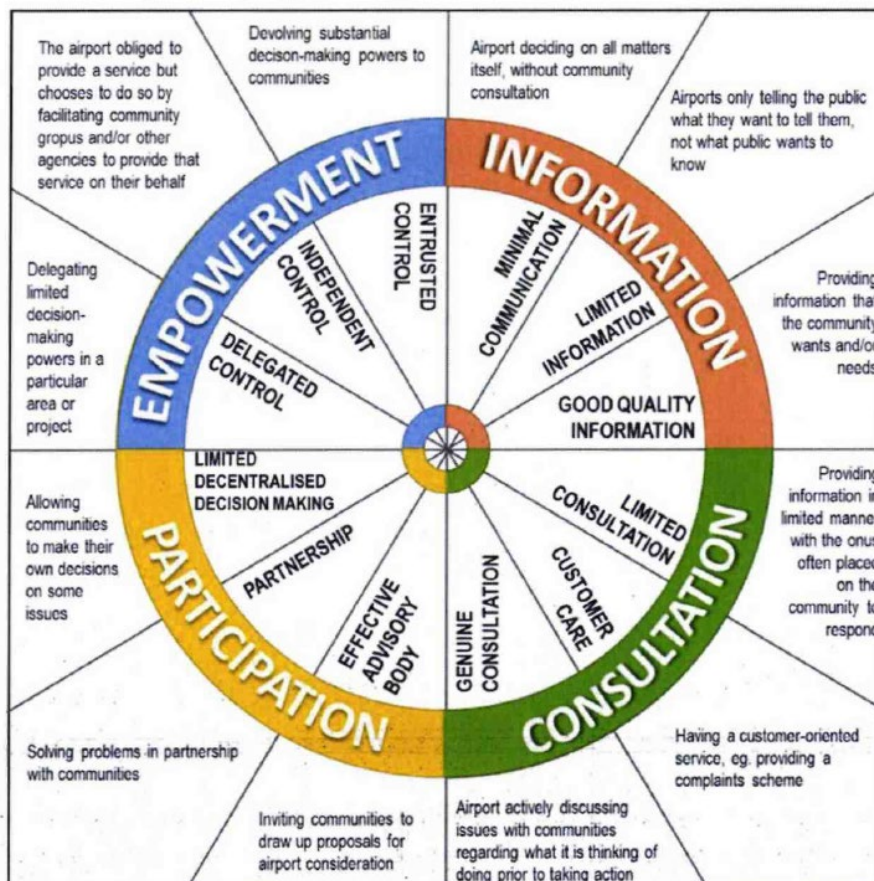 The airport obliged to
provide a service but
chooses to do so by
facilitating community
gropus and/or other
agencies to provide that
service on their behalf
Devolving substantial
decison-making powers to
communities
Airport deciding on all matters
itself, without community
consultation
Airports only telling the public
what they want to tell them,
not what public wants to
know
EMPOWERMENT
INFORMATION
ENTRUSTED
CONTROL
INDEPENDENT
CONTROL
DELEGATED
CONTROL
MINIMAL
COMMUNICATION
LIMITED
INFORMATION
GOOD QUALITY
INFORMATION
Delegating
limited
decision-
making
powers in a
particular
area or
project
Providing
information that
the community
wants and/or
needs
LIMITED
DECENTRALISED
DECISION MAKING
PARTNERSHIP
EFFECTIVE
ADVISORY
BODY
GENUINE
CONSULTATION
CUSTOMER
CARE
LIMITED
CONSULTATION
PARTICIPATION
CONSULTATION
Allowing
communities
to make their
own decisions
on some
issues
Providing
information in
limited manner
with the onus
often placed
on the
community to
respond
Solving problems in partnership
with communities
Inviting communities to
draw up proposals for
airport consideration
Airport actively discussing
issues with communities
regarding what it is thinking of
doing prior to taking action
Having a customer-oriented
service, eg. providing a
complaints scheme